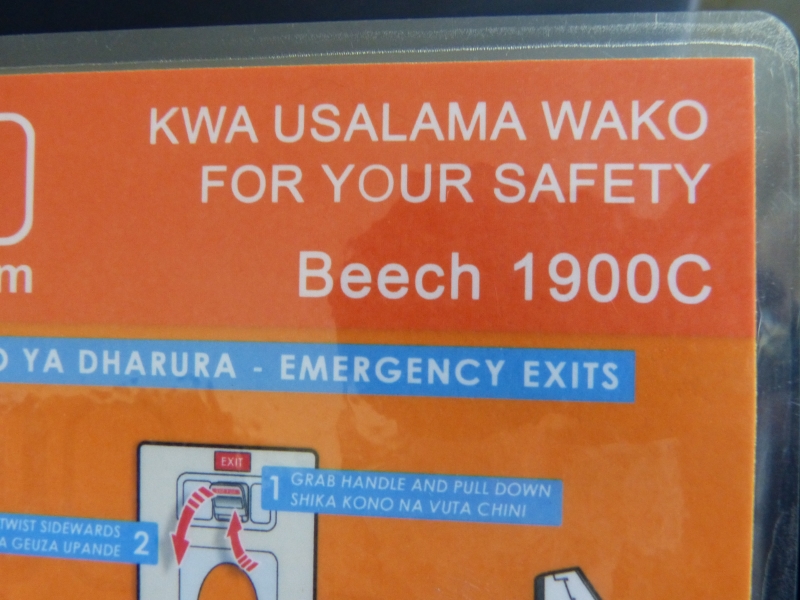 KWA USALAMA WAKO
FOR YOUR SAFETY
m
Beech 1900C
YA DHARURA - EMERGENCY EXITS
EXIT
1 GRAB HANDLE AND PULL DOWN
SHIKA KONO NA VUTA CHINI
TWIST SIDEWARDS
A GEUZA UPANDE 2